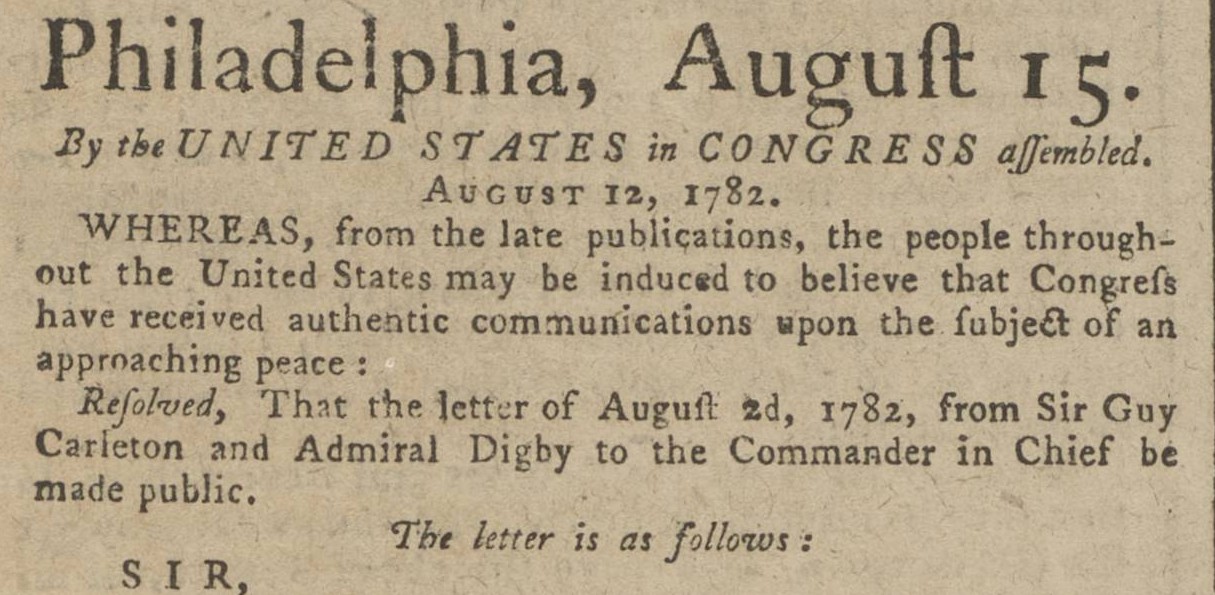 Philadelphia, Auguſt 15.
By the UNITED STATES in CONGRESS aſſembled.
AUGUST 12, 1782.
WHEREAS, from the late publications, the people through-
out the United States may be induced to believe that Congreſs
have received authentic communications upon the ſubject of an
approaching peace :
Reſolved, That the letter of Auguſt 2d, 1782, from Sir Guy
Carleton and Admiral Digby to the Commander in Chief be
made public.
The letter is as follows :
S I R,